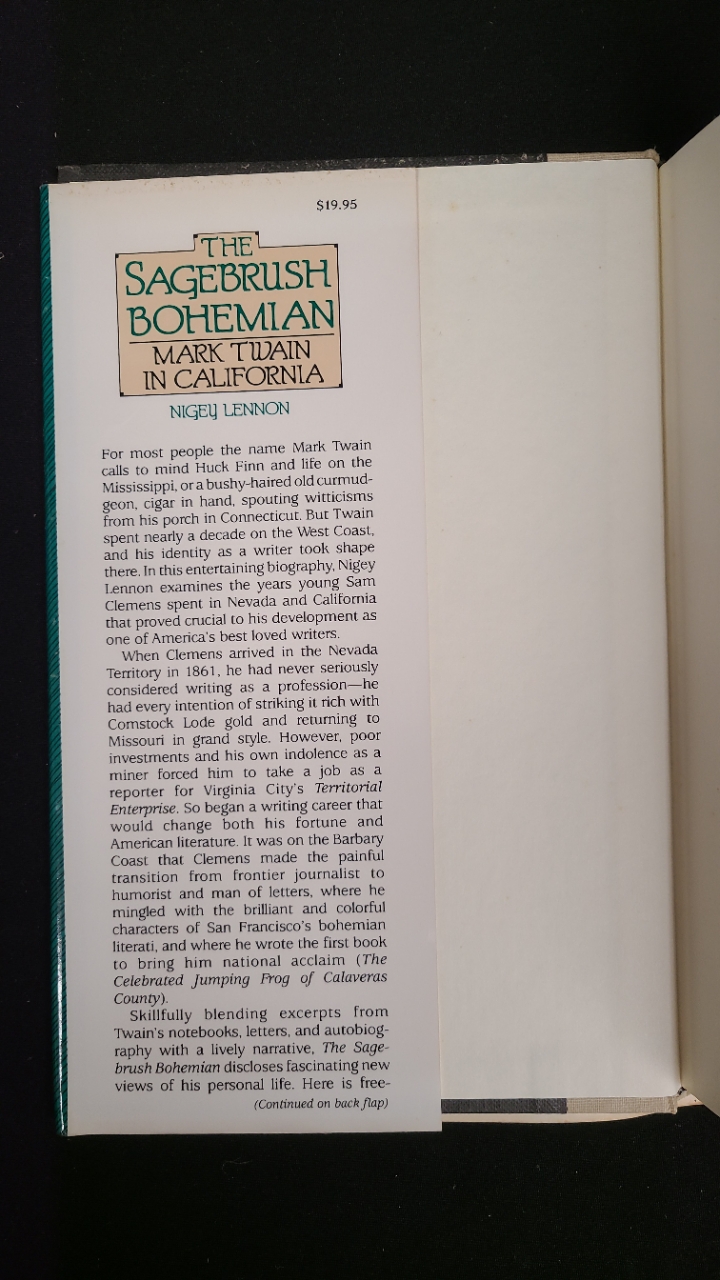 $19.95
THE
SAGEBRUSH
BOHEMIAN
MARK TWAIN
IN CALIFORNIA
NIGEY LENNON
For most people the name Mark Twain
calls to mind Huck Finn and life on the
Mississippi, or a bushy-haired old curmud-
geon, cigar in hand, spouting witticisms
from his porch in Connecticut. But Twain
spent nearly a decade on the West Coast,
and his identity as a writer took shape
there. In this entertaining biography, Nigey
Lennon examines the years young Sam
Clemens spent in Nevada and California
that proved crucial to his development as
one of America's best loved writers.
When Clemens arrived in the Nevada
Territory in 1861, he had never seriously
considered writing as a profession—he
had every intention of striking it rich with
Comstock Lode gold and returning to
Missouri in grand style. However, poor
investments and his own indolence as a
miner forced him to take a job as a
reporter for Virginia City's Territorial
Enterprise. So began a writing career that
would change both his fortune and
American literature. It was on the Barbary
Coast that Clemens made the painful
transition from frontier journalist to
humorist and man of letters, where he
mingled with the brilliant and colorful
characters of San Francisco's bohemian
literati, and where he wrote the first book
to bring him national acclaim (The
Celebrated Jumping Frog of Calaveras
County).
Skillfully blending excerpts from
Twain's notebooks, letters, and autobiog-
raphy with a lively narrative, The Sage-
brush Bohemian discloses fascinating new
views of his personal life. Here is free-
(Continued on back flap)